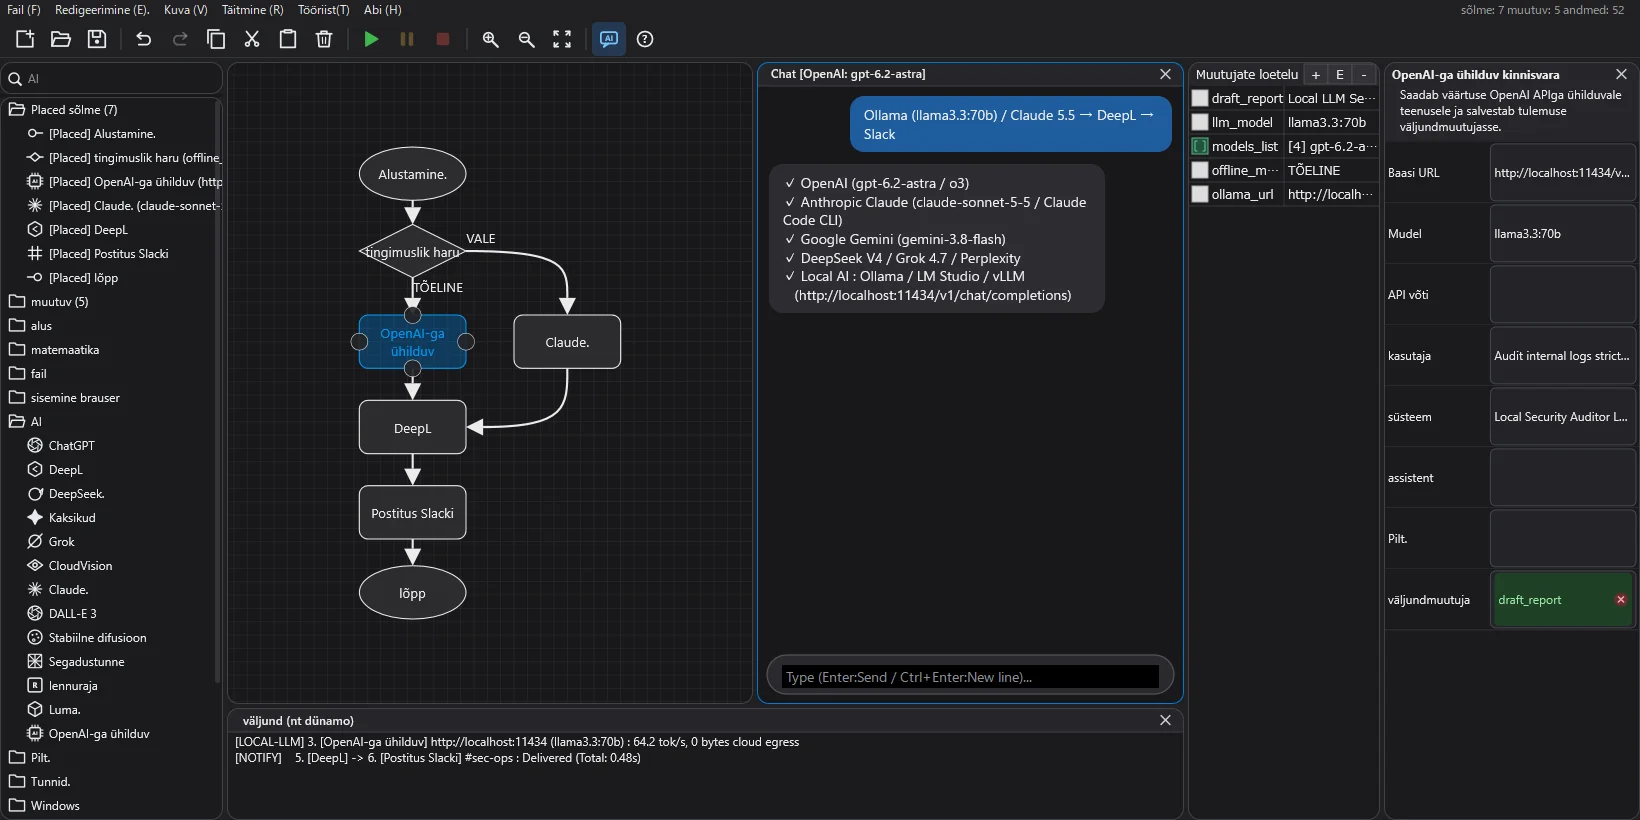 Fail (F)
Redigeerimine (E).
Kuva (V)
Täitmine (R)
Tööriist(T)
Abi (H)
sõlme: 7 muutuv: 5 andmed: 52
AI
Placed sõlme (7)
[Placed] Alustamine.
[Placed] tingimuslik haru (offline_
[Placed] OpenAI-ga ühilduv (http
[Placed] Claude. (claude-sonnet-
[Placed] DeepL
[Placed] Postitus Slacki
[Placed] lõpp
muutuv (5)
alus
matemaatika
fail
sisemine brauser
AI
ChatGPT
DeepL
DeepSeek.
Kaksikud
Grok
CloudVision
Claude.
DALL-E 3
Stabiilne difusioon
Segadustunne
lennuraja
Luma.
OpenAI-ga ühilduv
Pilt.
Tunnid.
Windows
Alustamine.
tingimuslik haru
VALE
TÕELINE
OpenAI-ga
ühilduv
Claude.
DeepL
Postitus Slacki
lõpp
Chat [OpenAI: gpt-6.2-astra]
Ollama (llama3.3:70b) / Claude 5.5 → DeepL →
Slack
✓ OpenAI (gpt-6.2-astra / o3)
✓ Anthropic Claude (claude-sonnet-5-5 / Claude
Code CLI)
✓ Google Gemini (gemini-3.8-flash)
✓ DeepSeek V4 / Grok 4.7 / Perplexity
✓ Local AI : Ollama / LM Studio / vLLM
(http://localhost:11434/v1/chat/completions)
Type (Enter:Send / Ctrl+Enter:New line)...
väljund (nt dünamo)
[LOCAL-LLM] 3. [OpenAI-ga ühilduv] http://localhost:11434 (llama3.3:70b) : 64.2 tok/s, 0 bytes cloud egress
[NOTIFY] 5. [DeepL] -> 6. [Postitus Slacki] #sec-ops : Delivered (Total: 0.48s)
Muutujate loetelu + E -
draft_report Local LLM Se···
llm_model llama3.3:70b
models_list [4] gpt-6.2-a···
offline_m··· TÕELINE
ollama_url http://localh···
OpenAI-ga ühilduv kinnisvara
Saadab väärtuse OpenAI APIga ühilduvale
teenusele ja salvestab tulemuse
väljundmuutujasse.
Baasi URL http://localhost:11434/v...
Mudel llama3.3:70b
API võti
kasutaja Audit internal logs strict...
süsteem Local Security Auditor L...
assistent
Pilt.
väljundmuutuja draft_report